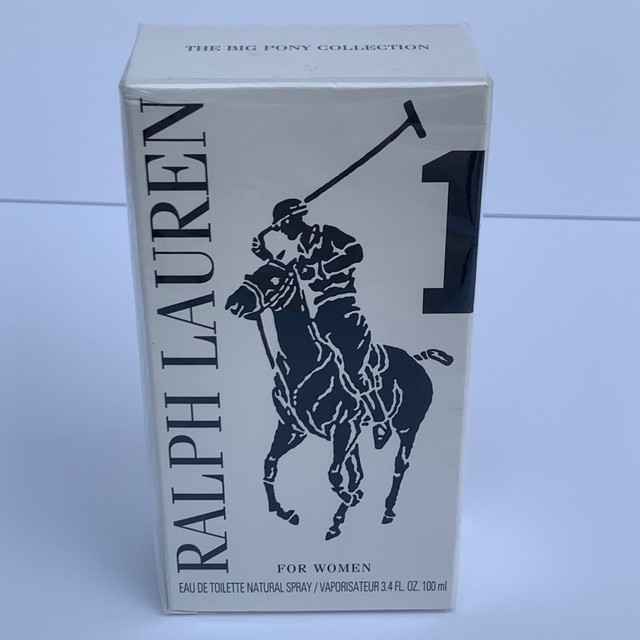 THE BIG PONY COLLECTION
RALPH LAUREN
1
FOR WOMEN
EAU DE TOILETTE NATURAL SPRAY / VAPORISATEUR 3.4 FL. OZ. 100 ml